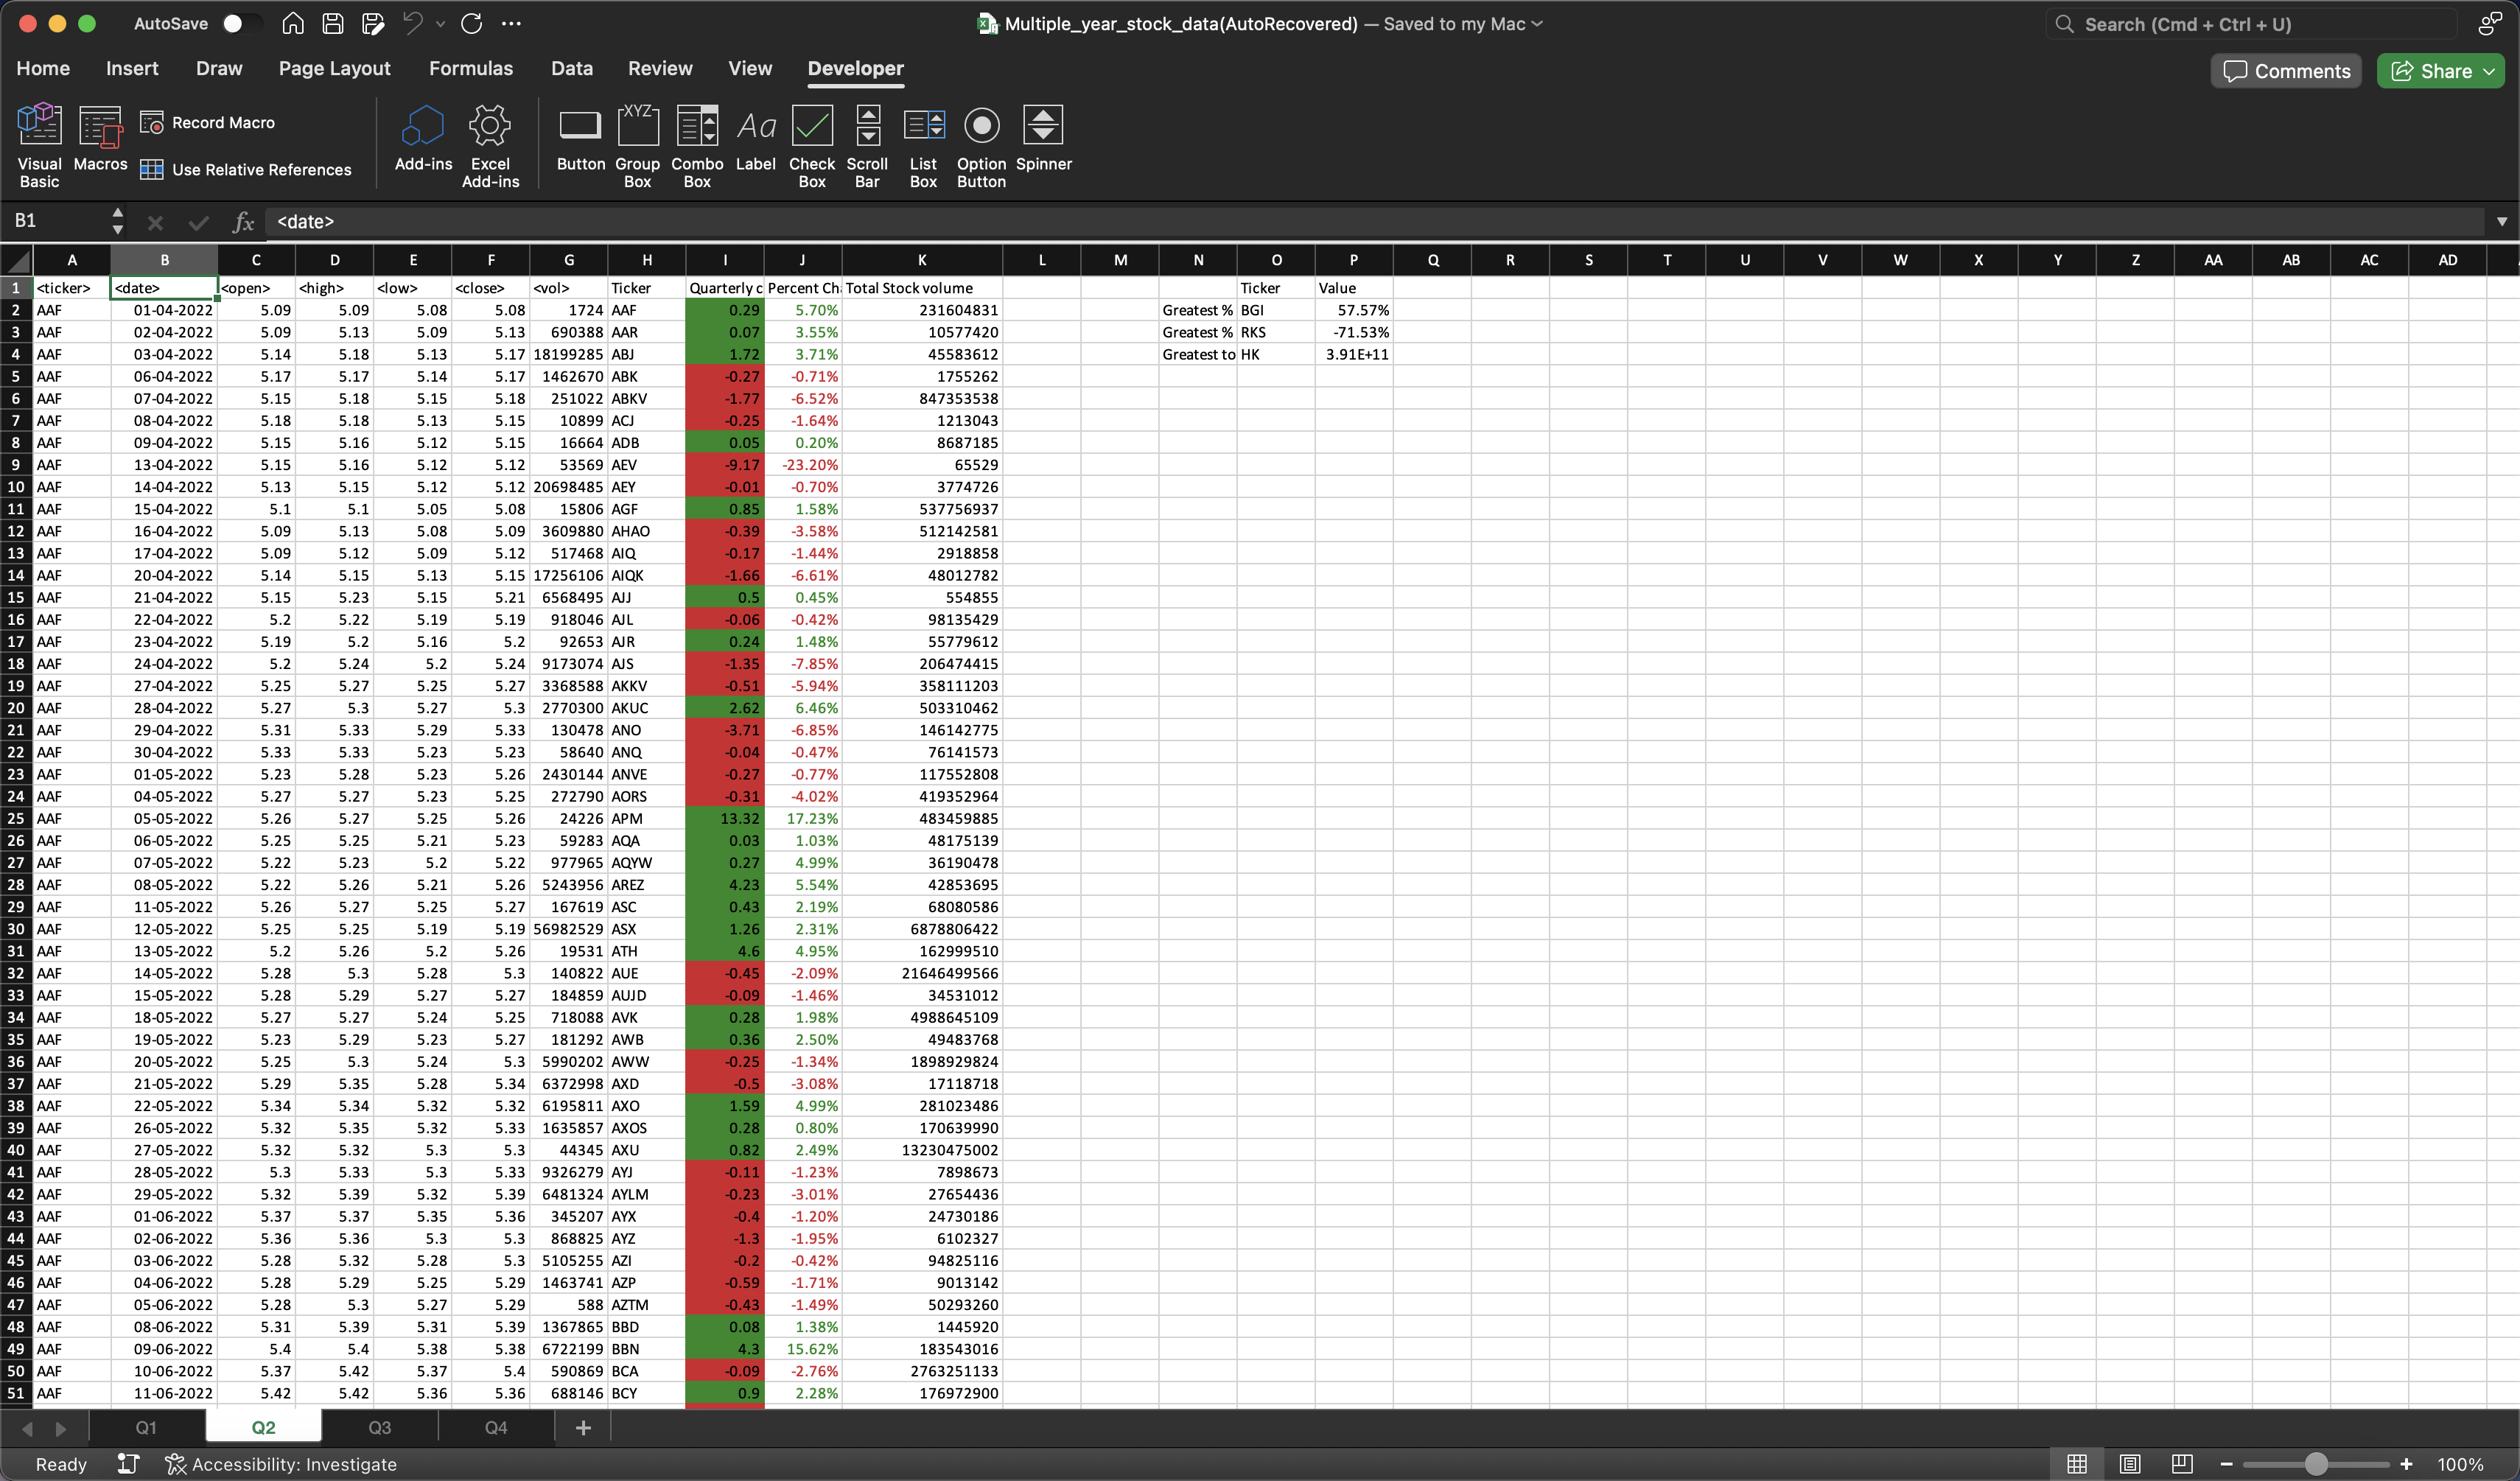 AutoSave Multiple_year_stock_data(AutoRecovered) — Saved to my Mac Search (Cmd + Ctrl + U)
Home Insert Draw Page Layout Formulas Data Review View Developer Comments Share
Visual Basic Macros Record Macro Use Relative References Add-ins Excel Add-ins Button Group Box Combo Box Label Check Box Scroll Bar List Box Option Button Spinner
XYZ Aa
B1 fx <date>
A B C D E F G H I J K L M N O P Q R S T U V W X Y Z AA AB AC AD
1 <ticker> <date> <open> <high> <low> <close> <vol> Ticker Quarterly c Percent Ch Total Stock volume Ticker Value
2 AAF 01-04-2022 5.09 5.09 5.08 5.08 1724 AAF 0.29 5.70% 231604831 Greatest % BGI 57.57%
3 AAF 02-04-2022 5.09 5.13 5.09 5.13 690388 AAR 0.07 3.55% 10577420 Greatest % RKS -71.53%
4 AAF 03-04-2022 5.14 5.18 5.13 5.17 18199285 ABJ 1.72 3.71% 45583612 Greatest to HK 3.91E+11
5 AAF 06-04-2022 5.17 5.17 5.14 5.17 1462670 ABK -0.27 -0.71% 1755262
6 AAF 07-04-2022 5.15 5.18 5.15 5.18 251022 ABKV -1.77 -6.52% 847353538
7 AAF 08-04-2022 5.18 5.18 5.13 5.15 10899 ACJ -0.25 -1.64% 1213043
8 AAF 09-04-2022 5.15 5.16 5.12 5.15 16664 ADB 0.05 0.20% 8687185
9 AAF 13-04-2022 5.15 5.16 5.12 5.12 53569 AEV -9.17 -23.20% 65529
10 AAF 14-04-2022 5.13 5.15 5.12 5.12 20698485 AEY -0.01 -0.70% 3774726
11 AAF 15-04-2022 5.1 5.1 5.05 5.08 15806 AGF 0.85 1.58% 537756937
12 AAF 16-04-2022 5.09 5.13 5.08 5.09 3609880 AHAO -0.39 -3.58% 512142581
13 AAF 17-04-2022 5.09 5.12 5.09 5.12 517468 AIQ -0.17 -1.44% 2918858
14 AAF 20-04-2022 5.14 5.15 5.13 5.15 17256106 AIQK -1.66 -6.61% 48012782
15 AAF 21-04-2022 5.15 5.23 5.15 5.21 6568495 AJJ 0.5 0.45% 554855
16 AAF 22-04-2022 5.2 5.22 5.19 5.19 918046 AJL -0.06 -0.42% 98135429
17 AAF 23-04-2022 5.19 5.2 5.16 5.2 92653 AJR 0.24 1.48% 55779612
18 AAF 24-04-2022 5.2 5.24 5.2 5.24 9173074 AJS -1.35 -7.85% 206474415
19 AAF 27-04-2022 5.25 5.27 5.25 5.27 3368588 AKKV -0.51 -5.94% 358111203
20 AAF 28-04-2022 5.27 5.3 5.27 5.3 2770300 AKUC 2.62 6.46% 503310462
21 AAF 29-04-2022 5.31 5.33 5.29 5.33 130478 ANO -3.71 -6.85% 146142775
22 AAF 30-04-2022 5.33 5.33 5.23 5.23 58640 ANQ -0.04 -0.47% 76141573
23 AAF 01-05-2022 5.23 5.28 5.23 5.26 2430144 ANVE -0.27 -0.77% 117552808
24 AAF 04-05-2022 5.27 5.27 5.23 5.25 272790 AORS -0.31 -4.02% 419352964
25 AAF 05-05-2022 5.26 5.27 5.25 5.26 24226 APM 13.32 17.23% 483459885
26 AAF 06-05-2022 5.25 5.25 5.21 5.23 59283 AQA 0.03 1.03% 48175139
27 AAF 07-05-2022 5.22 5.23 5.2 5.22 977965 AQYW 0.27 4.99% 36190478
28 AAF 08-05-2022 5.22 5.26 5.21 5.26 5243956 AREZ 4.23 5.54% 42853695
29 AAF 11-05-2022 5.26 5.27 5.25 5.27 167619 ASC 0.43 2.19% 68080586
30 AAF 12-05-2022 5.25 5.25 5.19 5.19 56982529 ASX 1.26 2.31% 6878806422
31 AAF 13-05-2022 5.2 5.26 5.2 5.26 19531 ATH 4.6 4.95% 162999510
32 AAF 14-05-2022 5.28 5.3 5.28 5.3 140822 AUE -0.45 -2.09% 21646499566
33 AAF 15-05-2022 5.28 5.29 5.27 5.27 184859 AUJD -0.09 -1.46% 34531012
34 AAF 18-05-2022 5.27 5.27 5.24 5.25 718088 AVK 0.28 1.98% 4988645109
35 AAF 19-05-2022 5.23 5.29 5.23 5.27 181292 AWB 0.36 2.50% 49483768
36 AAF 20-05-2022 5.25 5.3 5.24 5.3 5990202 AWW -0.25 -1.34% 1898929824
37 AAF 21-05-2022 5.29 5.35 5.28 5.34 6372998 AXD -0.5 -3.08% 17118718
38 AAF 22-05-2022 5.34 5.34 5.32 5.32 6195811 AXO 1.59 4.99% 281023486
39 AAF 26-05-2022 5.32 5.35 5.32 5.33 1635857 AXOS 0.28 0.80% 170639990
40 AAF 27-05-2022 5.32 5.32 5.3 5.3 44345 AXU 0.82 2.49% 13230475002
41 AAF 28-05-2022 5.3 5.33 5.3 5.33 9326279 AYJ -0.11 -1.23% 7898673
42 AAF 29-05-2022 5.32 5.39 5.32 5.39 6481324 AYLM -0.23 -3.01% 27654436
43 AAF 01-06-2022 5.37 5.37 5.35 5.36 345207 AYX -0.4 -1.20% 24730186
44 AAF 02-06-2022 5.36 5.36 5.3 5.3 868825 AYZ -1.3 -1.95% 6102327
45 AAF 03-06-2022 5.28 5.32 5.28 5.3 5105255 AZI -0.2 -0.42% 94825116
46 AAF 04-06-2022 5.28 5.29 5.25 5.29 1463741 AZP -0.59 -1.71% 9013142
47 AAF 05-06-2022 5.28 5.3 5.27 5.29 588 AZTM -0.43 -1.49% 50293260
48 AAF 08-06-2022 5.31 5.39 5.31 5.39 1367865 BBD 0.08 1.38% 1445920
49 AAF 09-06-2022 5.4 5.4 5.38 5.38 6722199 BBN 4.3 15.62% 183543016
50 AAF 10-06-2022 5.37 5.42 5.37 5.4 590869 BCA -0.09 -2.76% 2763251133
51 AAF 11-06-2022 5.42 5.42 5.36 5.36 688146 BCY 0.9 2.28% 176972900
Q1 Q2 Q3 Q4 +
Ready Accessibility: Investigate 100%